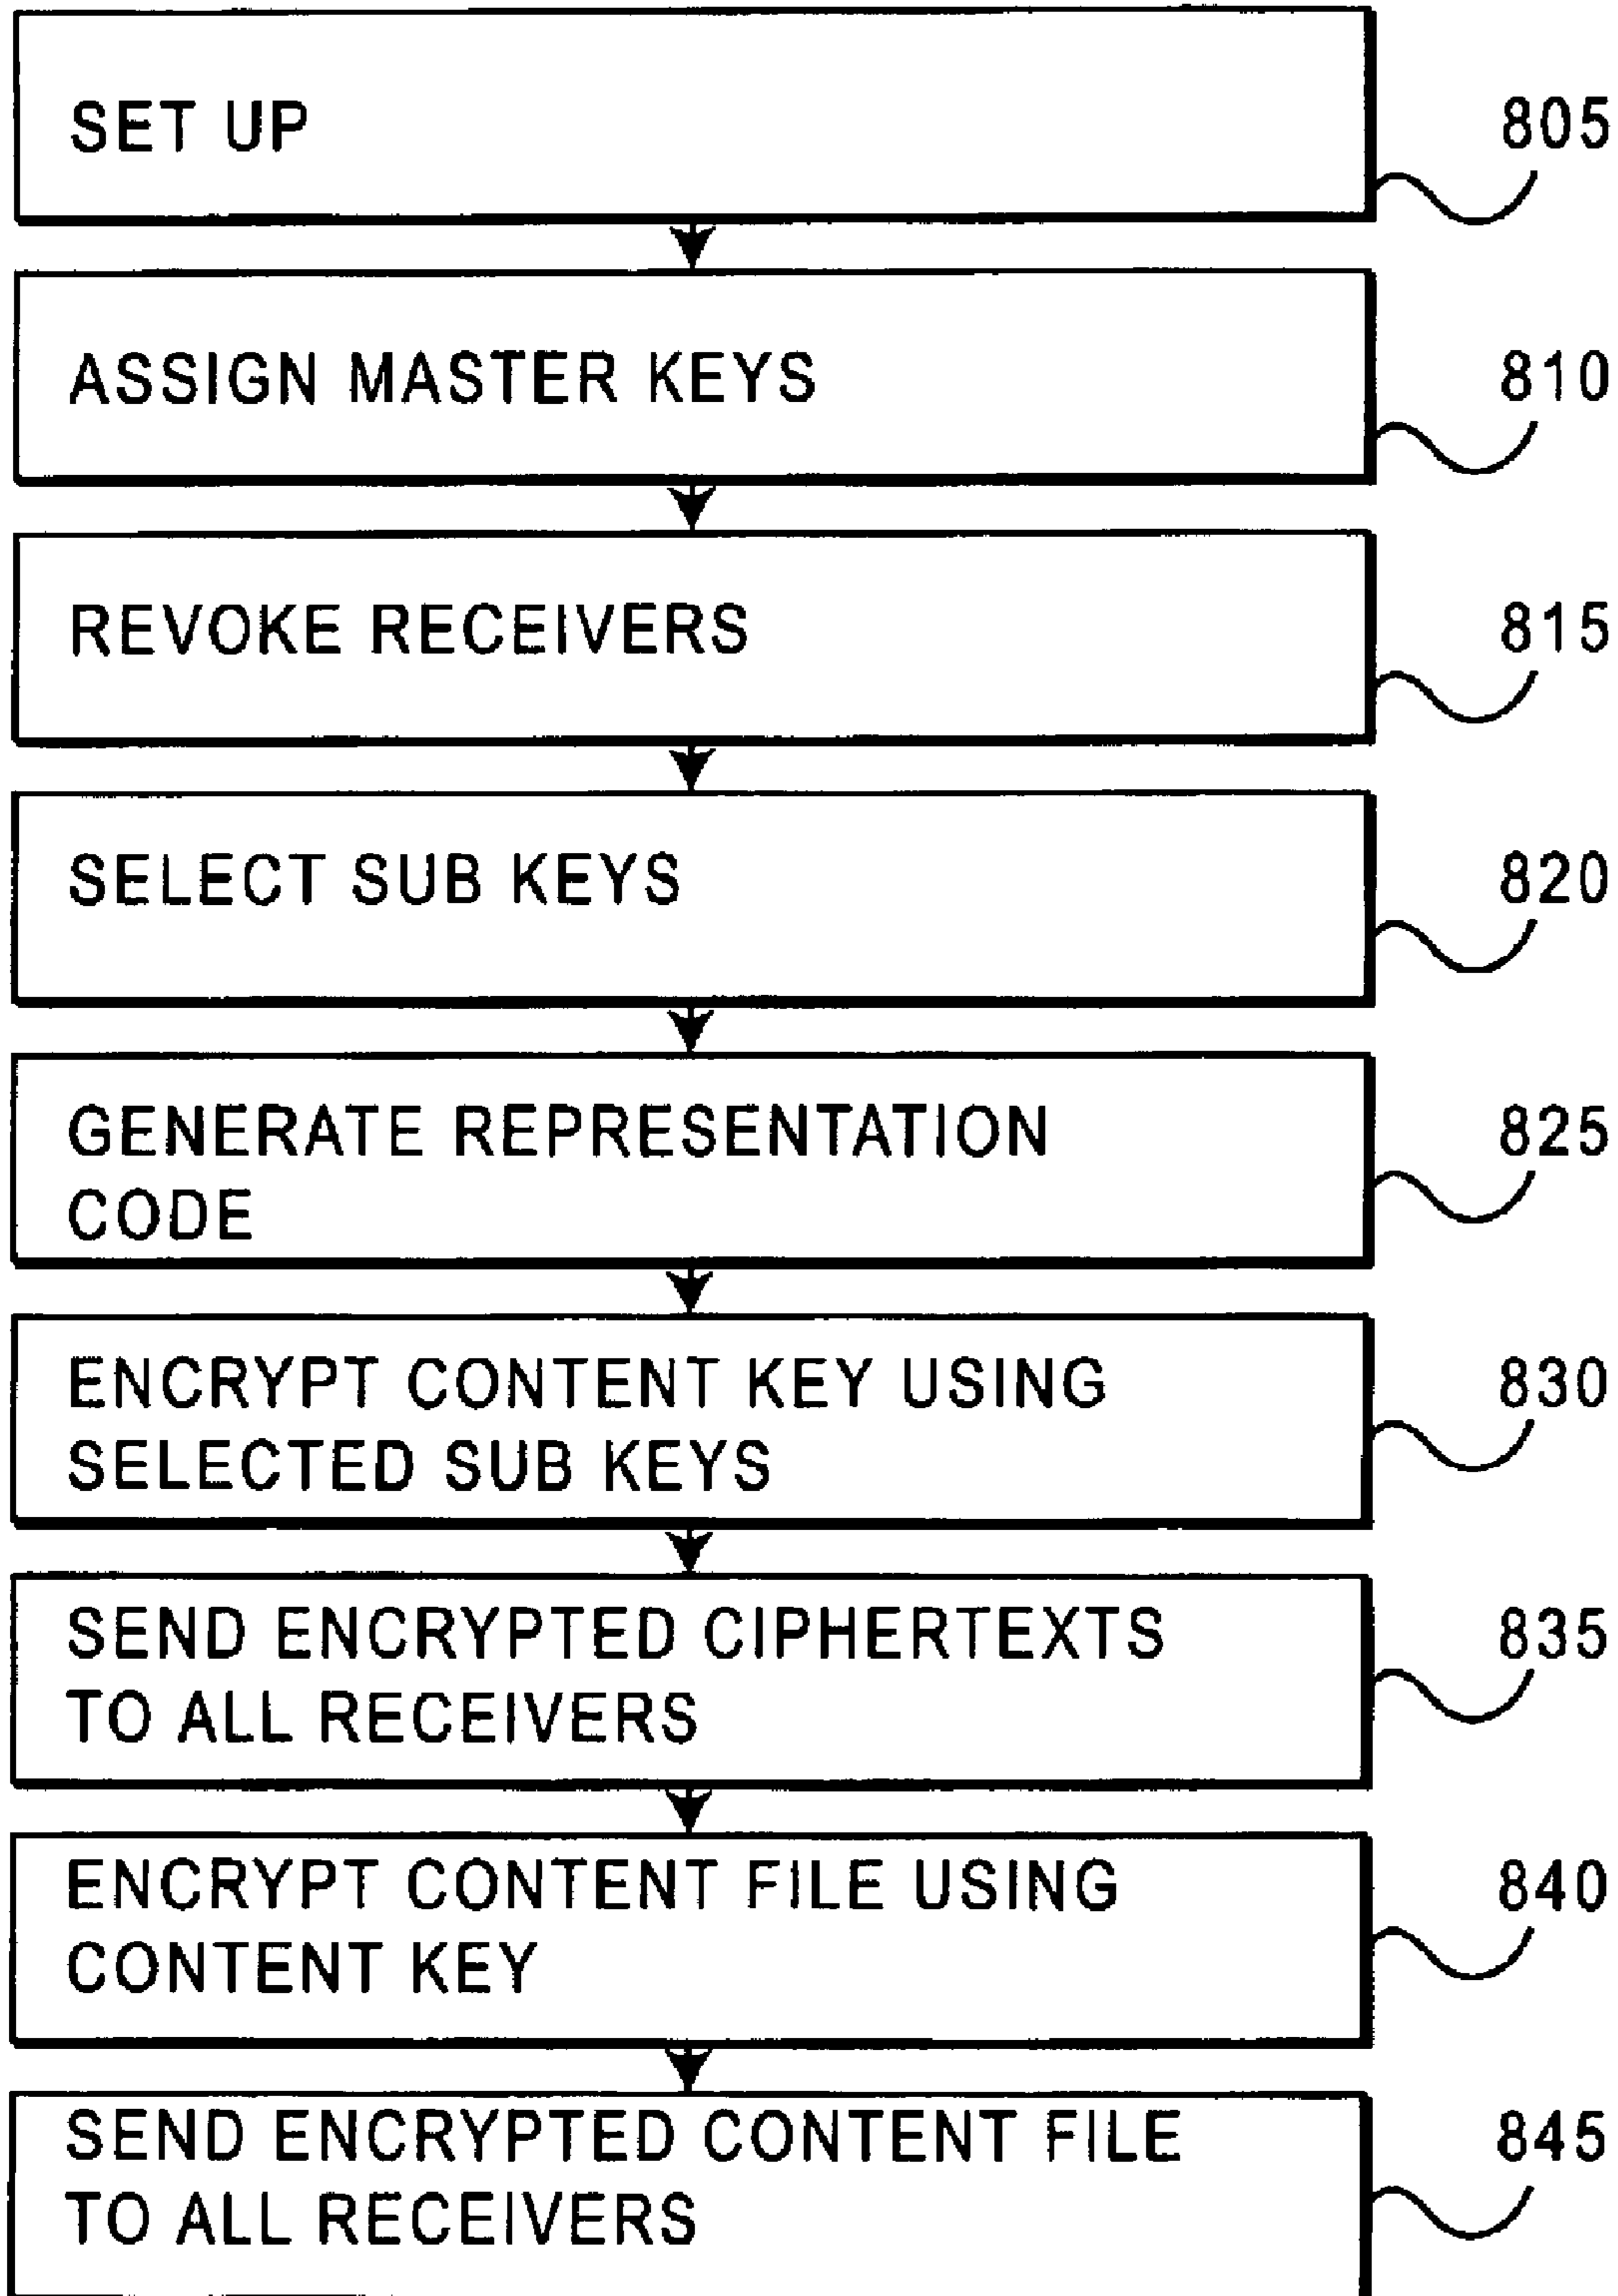 SET UP
805
ASSIGN MASTER KEYS
810
REVOKE RECEIVERS
815
SELECT SUB KEYS
820
GENERATE REPRESENTATION
CODE
825
ENCRYPT CONTENT KEY USING
SELECTED SUB KEYS
830
SEND ENCRYPTED CIPHERTEXTS
TO ALL RECEIVERS
835
ENCRYPT CONTENT FILE USING
CONTENT KEY
840
SEND ENCRYPTED CONTENT FILE
TO ALL RECEIVERS
845